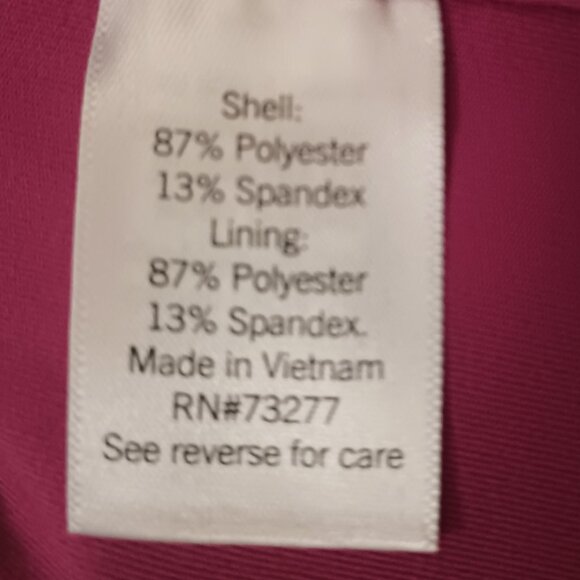 Shell:
87% Polyester
13% Spandex
Lining:
87% Polyester
13% Spandex.
Made in Vietnam
RN#73277
See reverse for care